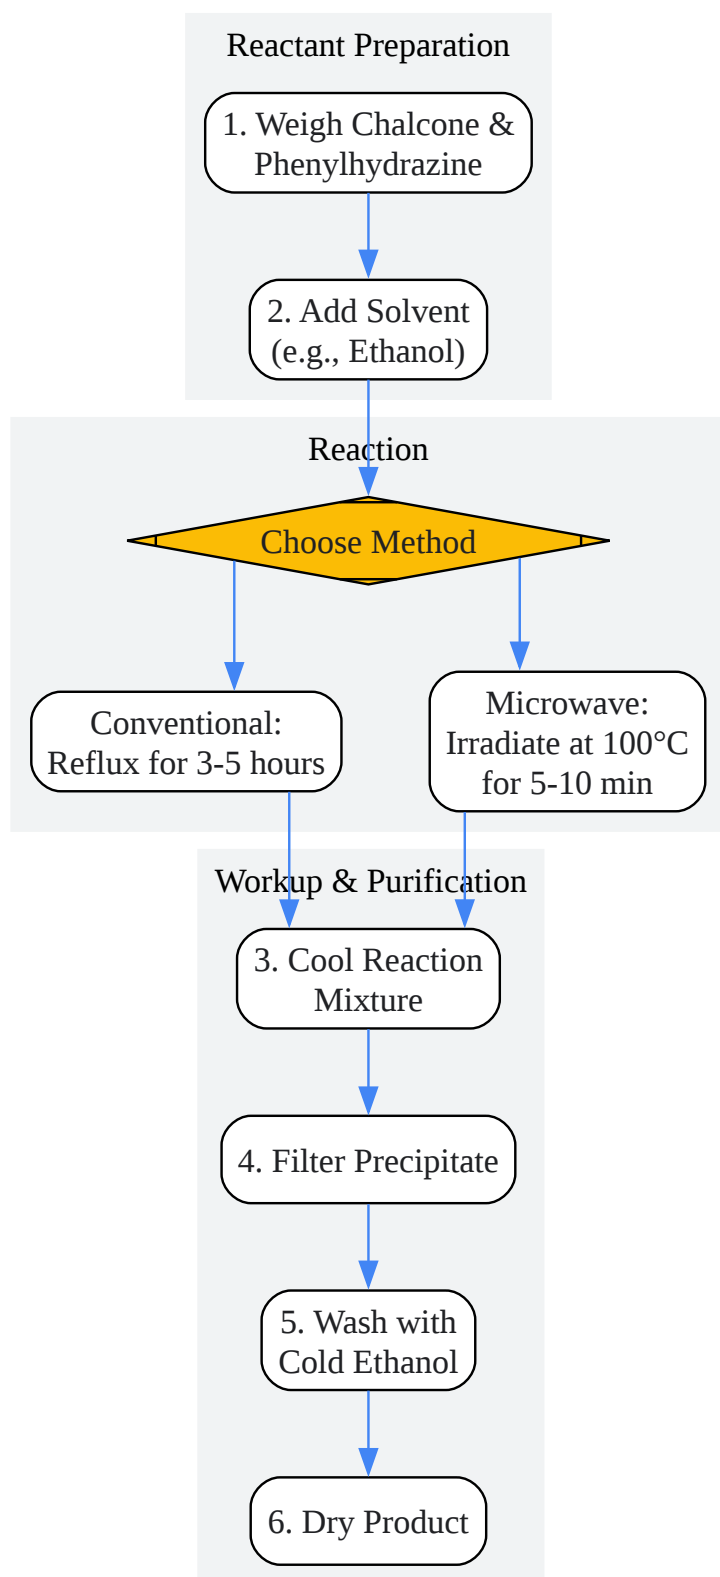 Reactant Preparation
1. Weigh Chalcone &
Phenylhydrazine
2. Add Solvent
(e.g., Ethanol)
Reaction
Choose Method
Conventional:
Reflux for 3-5 hours
Microwave:
Irradiate at 100°C
for 5-10 min
Workup & Purification
3. Cool Reaction
Mixture
4. Filter Precipitate
5. Wash with
Cold Ethanol
6. Dry Product